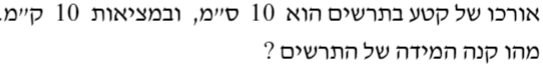 אורכו של קטע בתרשים הוא 10 ס״מ, ובמציאות 10 ק״מ.
מהו קנה המידה של התרשים ?